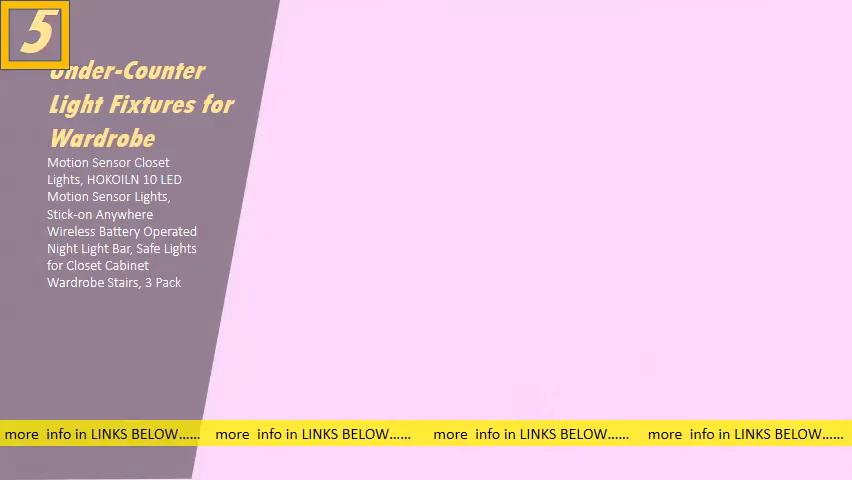 5
Under-Counter
Light Fixtures for
Wardrobe
Motion Sensor Closet
Lights, HOKOILN 10 LED
Motion Sensor Lights,
Stick-on Anywhere
Wireless Battery Operated
Night Light Bar, Safe Lights
for Closet Cabinet
Wardrobe Stairs, 3 Pack
more info in LINKS BELOW...... more info in LINKS BELOW...... more info in LINKS BELOW...... more info in LINKS BELOW......